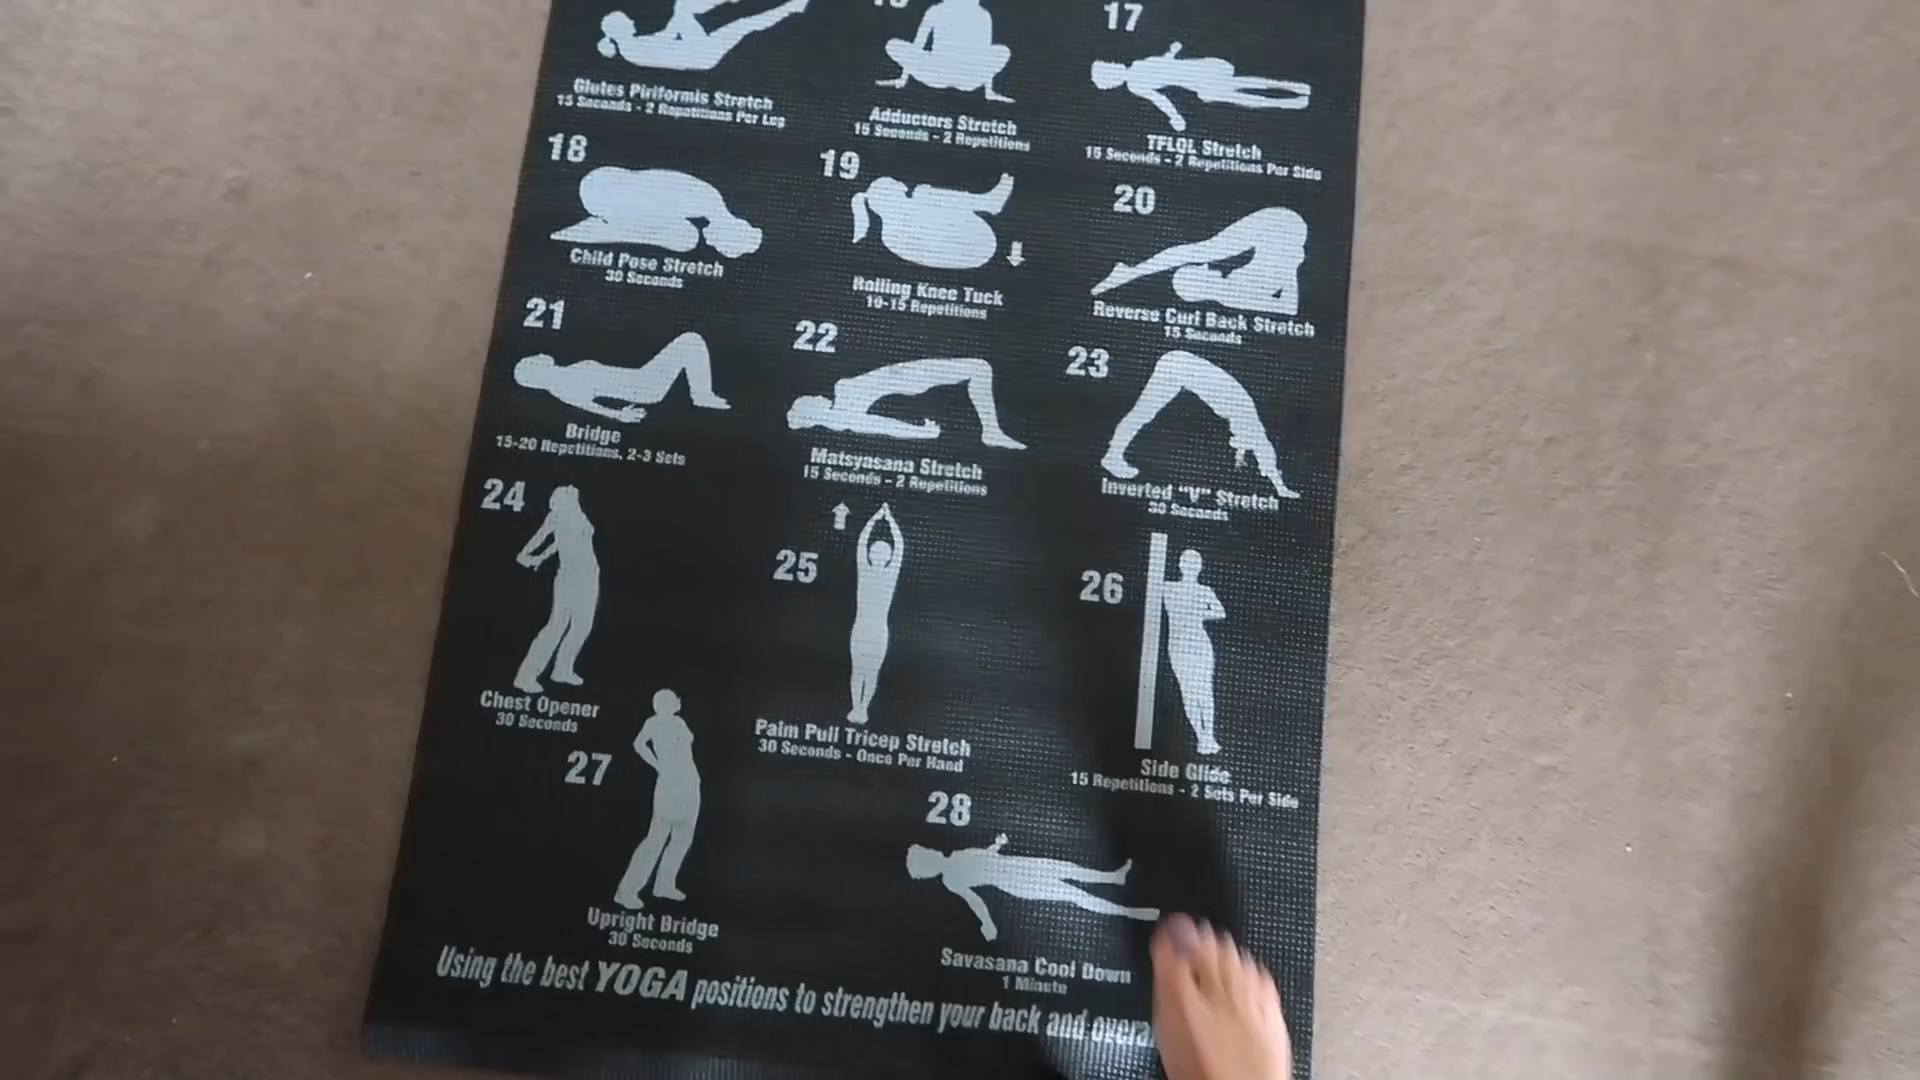 Glutes Piriformis Stretch
15 Seconds - 2 Repetitions Per Leg
Adductors Stretch
15 Seconds - 2 Repetitions
17
TFLQL Stretch
15 Seconds - 2 Repetitions Per Side
18
Child Pose Stretch
30 Seconds
19
Rolling Knee Tuck
10-15 Repetitions
20
Reverse Curl Back Stretch
15 Seconds
21
Bridge
15-20 Repetitions, 2-3 Sets
22
Matsyasana Stretch
15 Seconds - 2 Repetitions
23
Inverted "V" Stretch
30 Seconds
24
Chest Opener
30 Seconds
25
Palm Pull Tricep Stretch
30 Seconds - Once Per Hand
26
Side Glide
15 Repetitions - 2 Sets Per Side
27
Upright Bridge
30 Seconds
28
Savasana Cool Down
1 Minute
Using the best YOGA positions to strengthen your back and